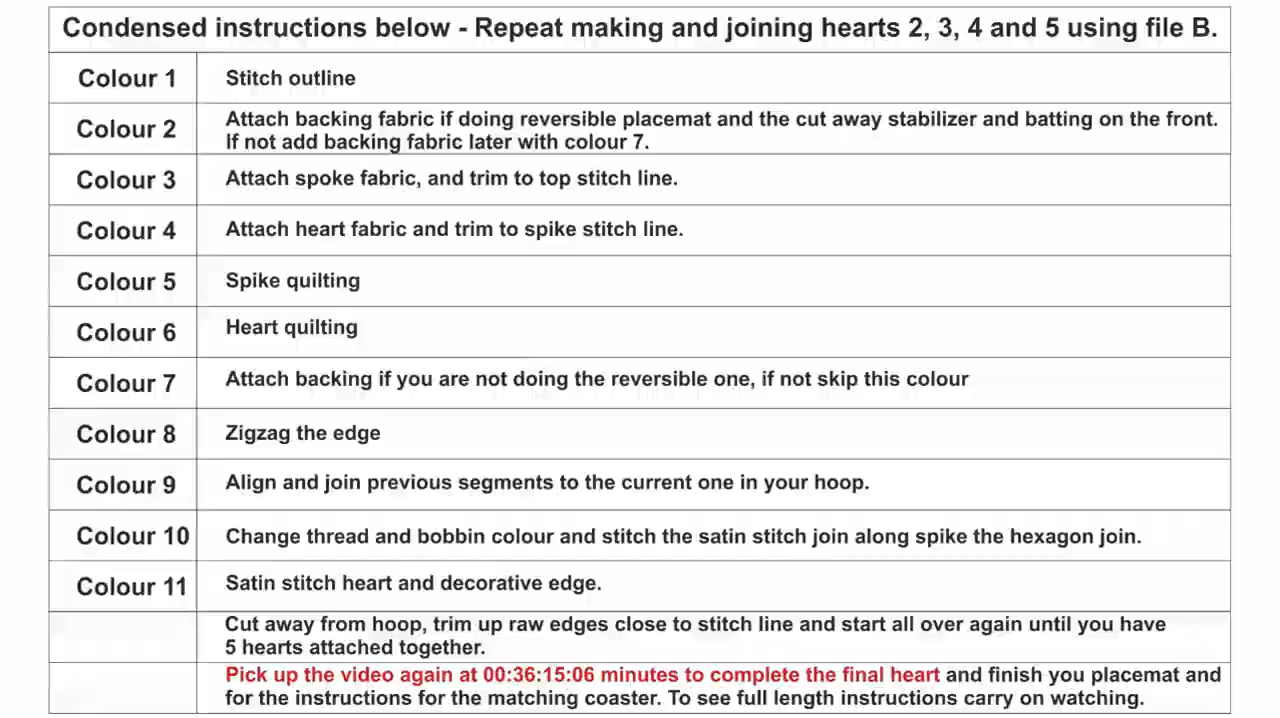 Condensed instructions below - Repeat making and joining hearts 2, 3, 4 and 5 using file B.
Colour 1 Stitch outline
Colour 2 Attach backing fabric if doing reversible placemat and the cut away stabilizer and batting on the front.
If not add backing fabric later with colour 7.
Colour 3 Attach spoke fabric, and trim to top stitch line.
Colour 4 Attach heart fabric and trim to spike stitch line.
Colour 5 Spike quilting
Colour 6 Heart quilting
Colour 7 Attach backing if you are not doing the reversible one, if not skip this colour
Colour 8 Zigzag the edge
Colour 9 Align and join previous segments to the current one in your hoop.
Colour 10 Change thread and bobbin colour and stitch the satin stitch join along spike the hexagon join.
Colour 11 Satin stitch heart and decorative edge.
Cut away from hoop, trim up raw edges close to stitch line and start all over again until you have
5 hearts attached together.
Pick up the video again at 00:36:15:06 minutes to complete the final heart and finish you placemat and
for the instructions for the matching coaster. To see full length instructions carry on watching.